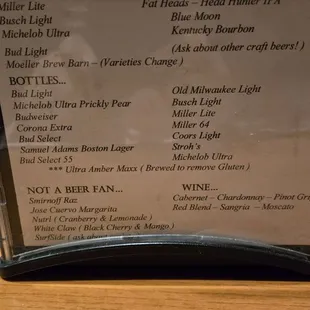 Miller Lite
Busch Light
Michelob Ultra
Bud Light
Moeller Brew Barn – (Varieties Change )
Fat Heads – Head Hunter IPA
Blue Moon
Kentucky Bourbon
(Ask about other craft beers! )
BOTTLES...
Bud Light
Michelob Ultra Prickly Pear
Budweiser
Corona Extra
Bud Select
Samuel Adams Boston Lager
Bud Select 55
Old Milwaukee Light
Busch Light
Miller Lite
Miller 64
Coors Light
Stroh's
Michelob Ultra
*** Ultra Amber Maxx ( Brewed to remove Gluten )
NOT A BEER FAN...
Smirnoff Raz
Jose Cuervo Margarita
Nutrl ( Cranberry & Lemonade )
White Claw ( Black Cherry & Mango )
SurfSide ( ask about
WINE...
Cabernet – Chardonnay – Pinot Gri
Red Blend – Sangria – Moscato